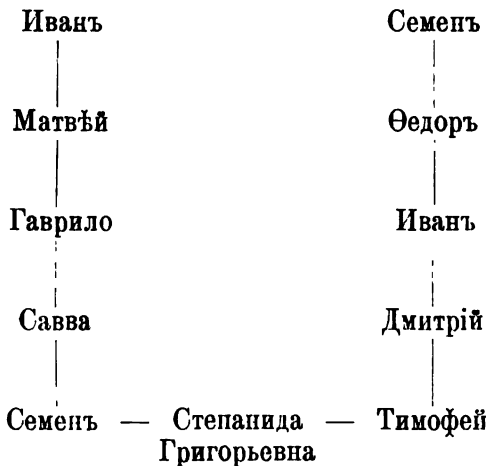 Иванъ Семенъ
Матвѣй Ѳедоръ
Гаврило Иванъ
Савва Дмитрій
Семенъ — Степанида — Тимофей
Григорьевна